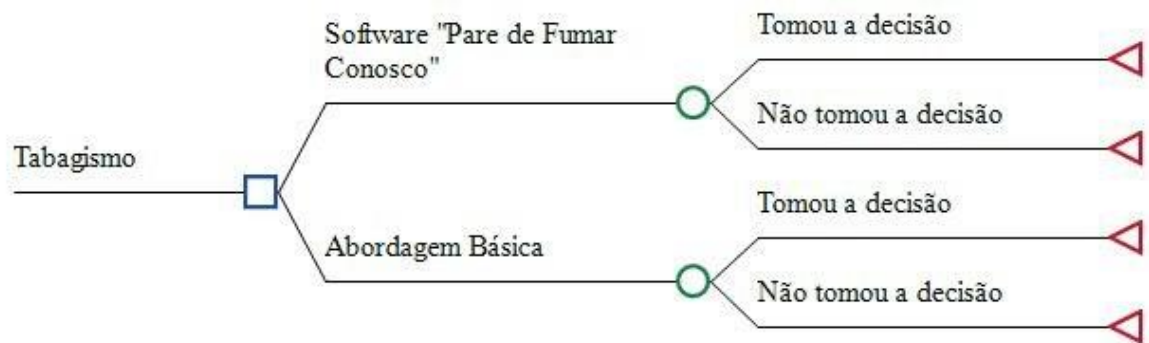 Tabagismo
Software "Pare de Fumar
Conosco"
Tomou a decisão
Não tomou a decisão
Abordagem Básica
Tomou a decisão
Não tomou a decisão